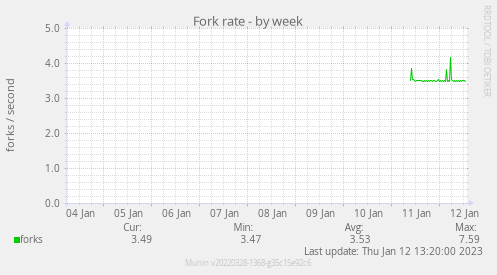 Fork rate - by week
RRDTOOL / TOBI OETIKER
forks / second
5.0
4.0
3.0
2.0
1.0
0.0
04 Jan 05 Jan 06 Jan 07 Jan 08 Jan 09 Jan 10 Jan 11 Jan 12 Jan
Cur: Min: Avg: Max:
forks 3.49 3.47 3.53 7.59
Last update: Thu Jan 12 13:20:00 2023
Munin v20220328-1368-g35c15e92c6